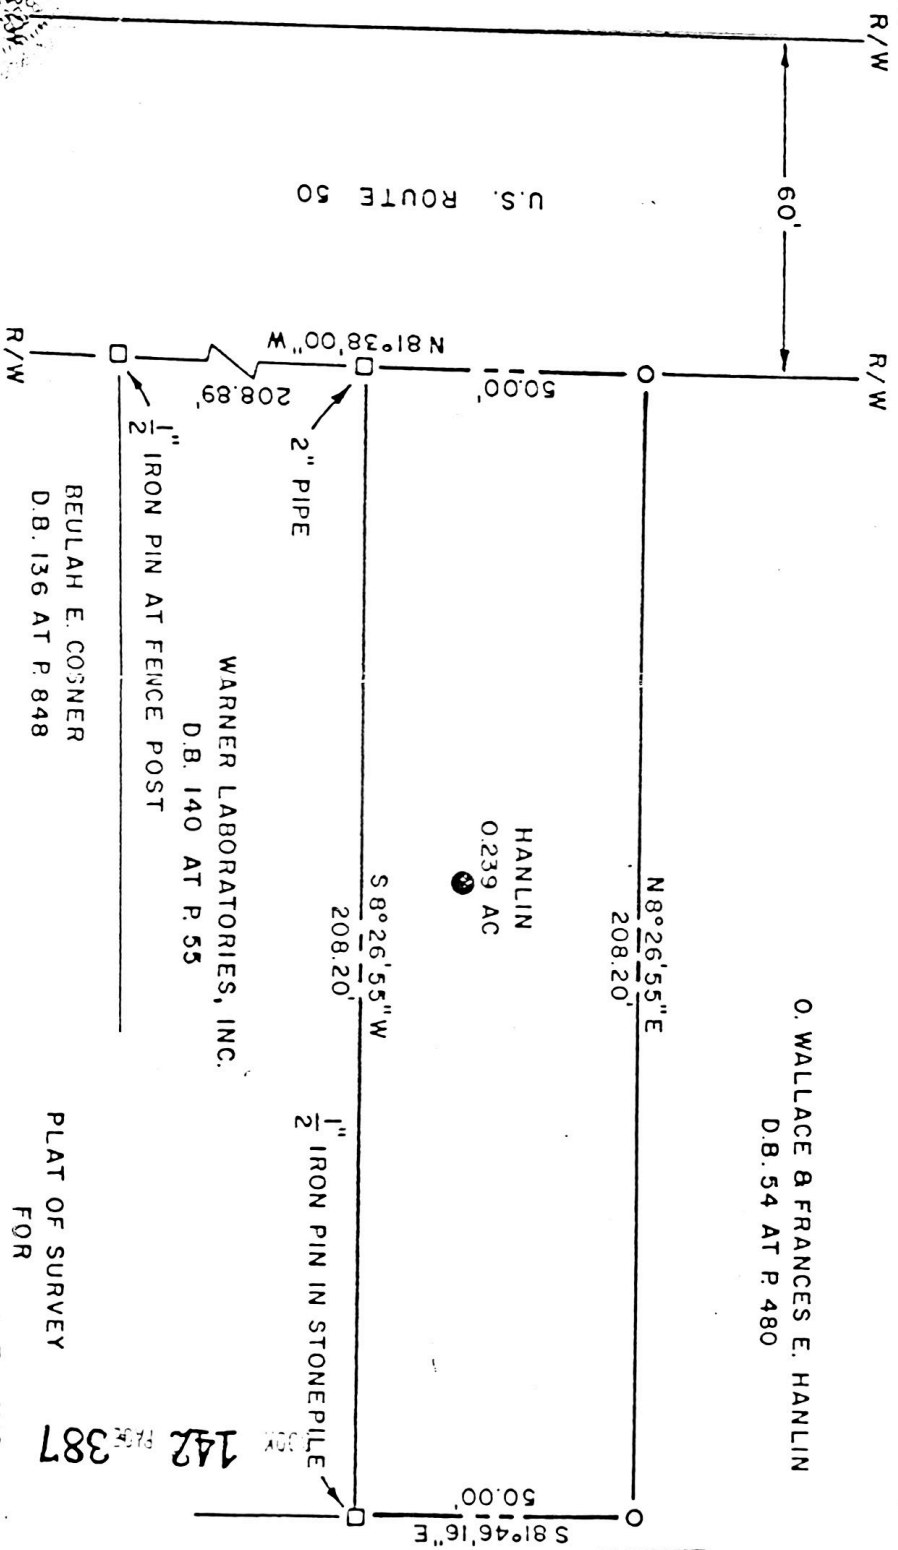 O. WALLACE & FRANCES E. HANLIN
D.B. 54 AT P. 480
R/W
R/W
60'
U.S. ROUTE 50
N 8°26'55" E
208.20'
HANLIN
0.239 AC
50.00'
N 81°38'00" W
208.89'
S 81°46'16" E
50.00'
S 8°26'55" W
208.20'
2" PIPE
1/2" IRON PIN IN STONEPILE
WARNER LABORATORIES, INC.
D.B. 140 AT P. 55
1/2" IRON PIN AT FENCE POST
BEULAH E. COSNER
D.B. 136 AT P. 848
R/W
PLAT OF SURVEY
FOR
BOOK 142 PAGE 387